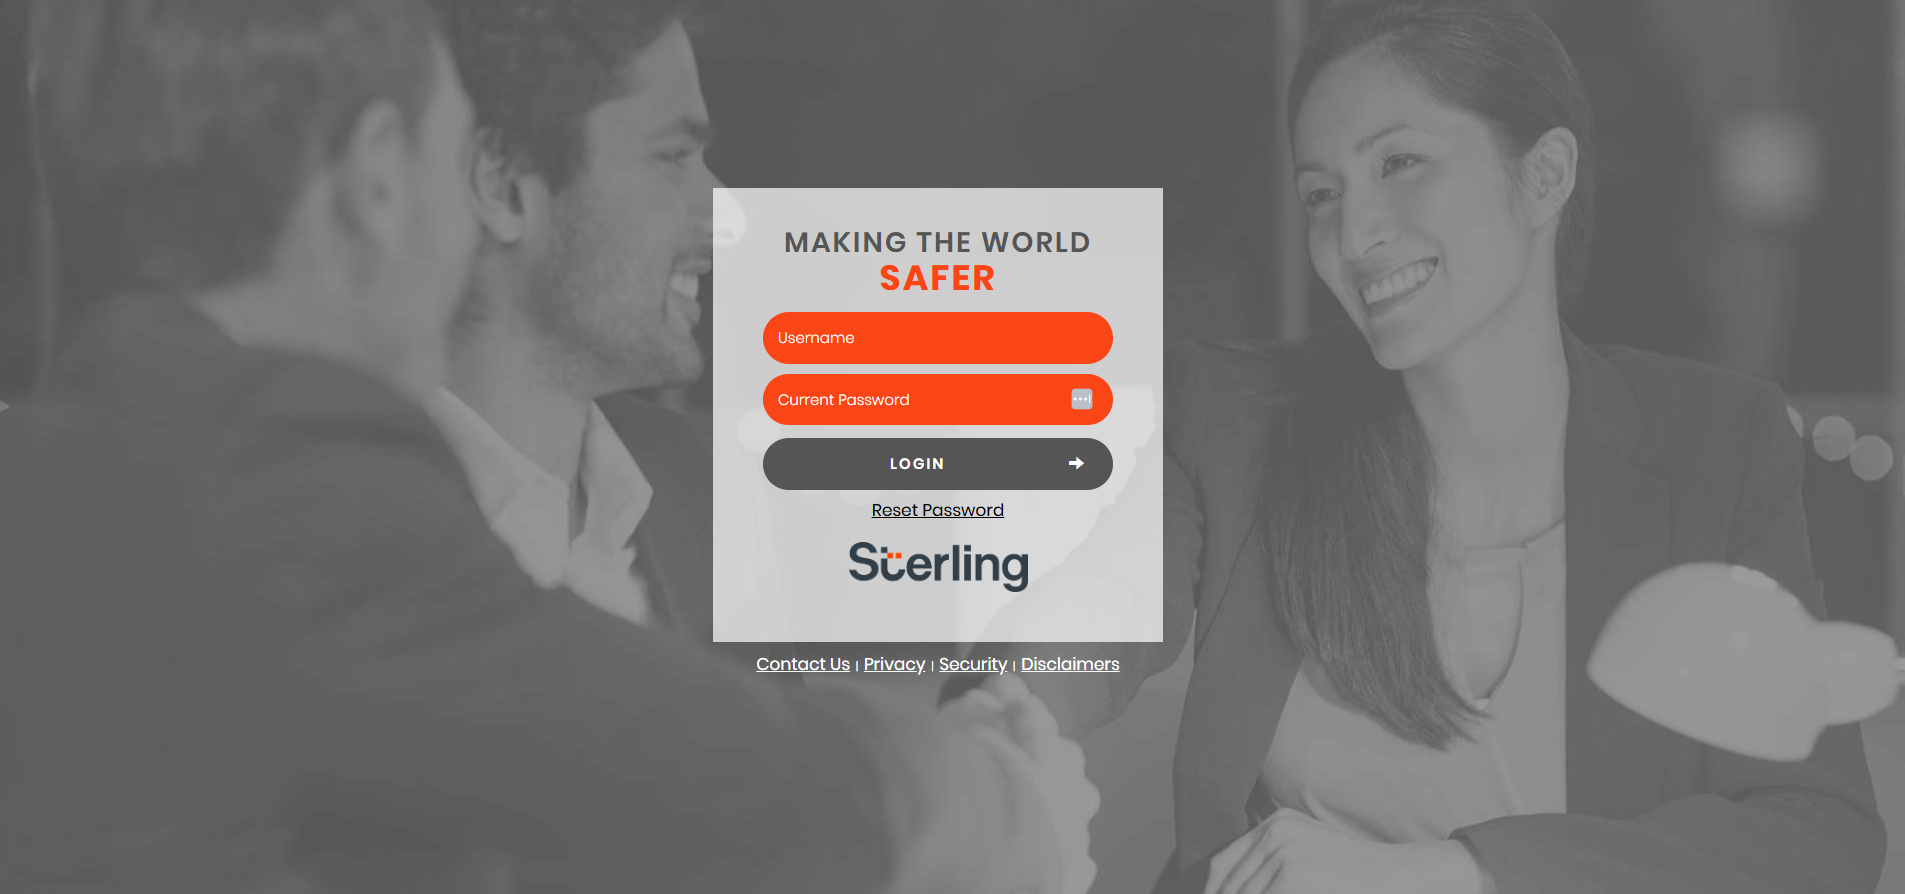 MAKING THE WORLD
SAFER
Username
Current Password
LOGIN
Reset Password
Sterling
Contact Us | Privacy | Security | Disclaimers